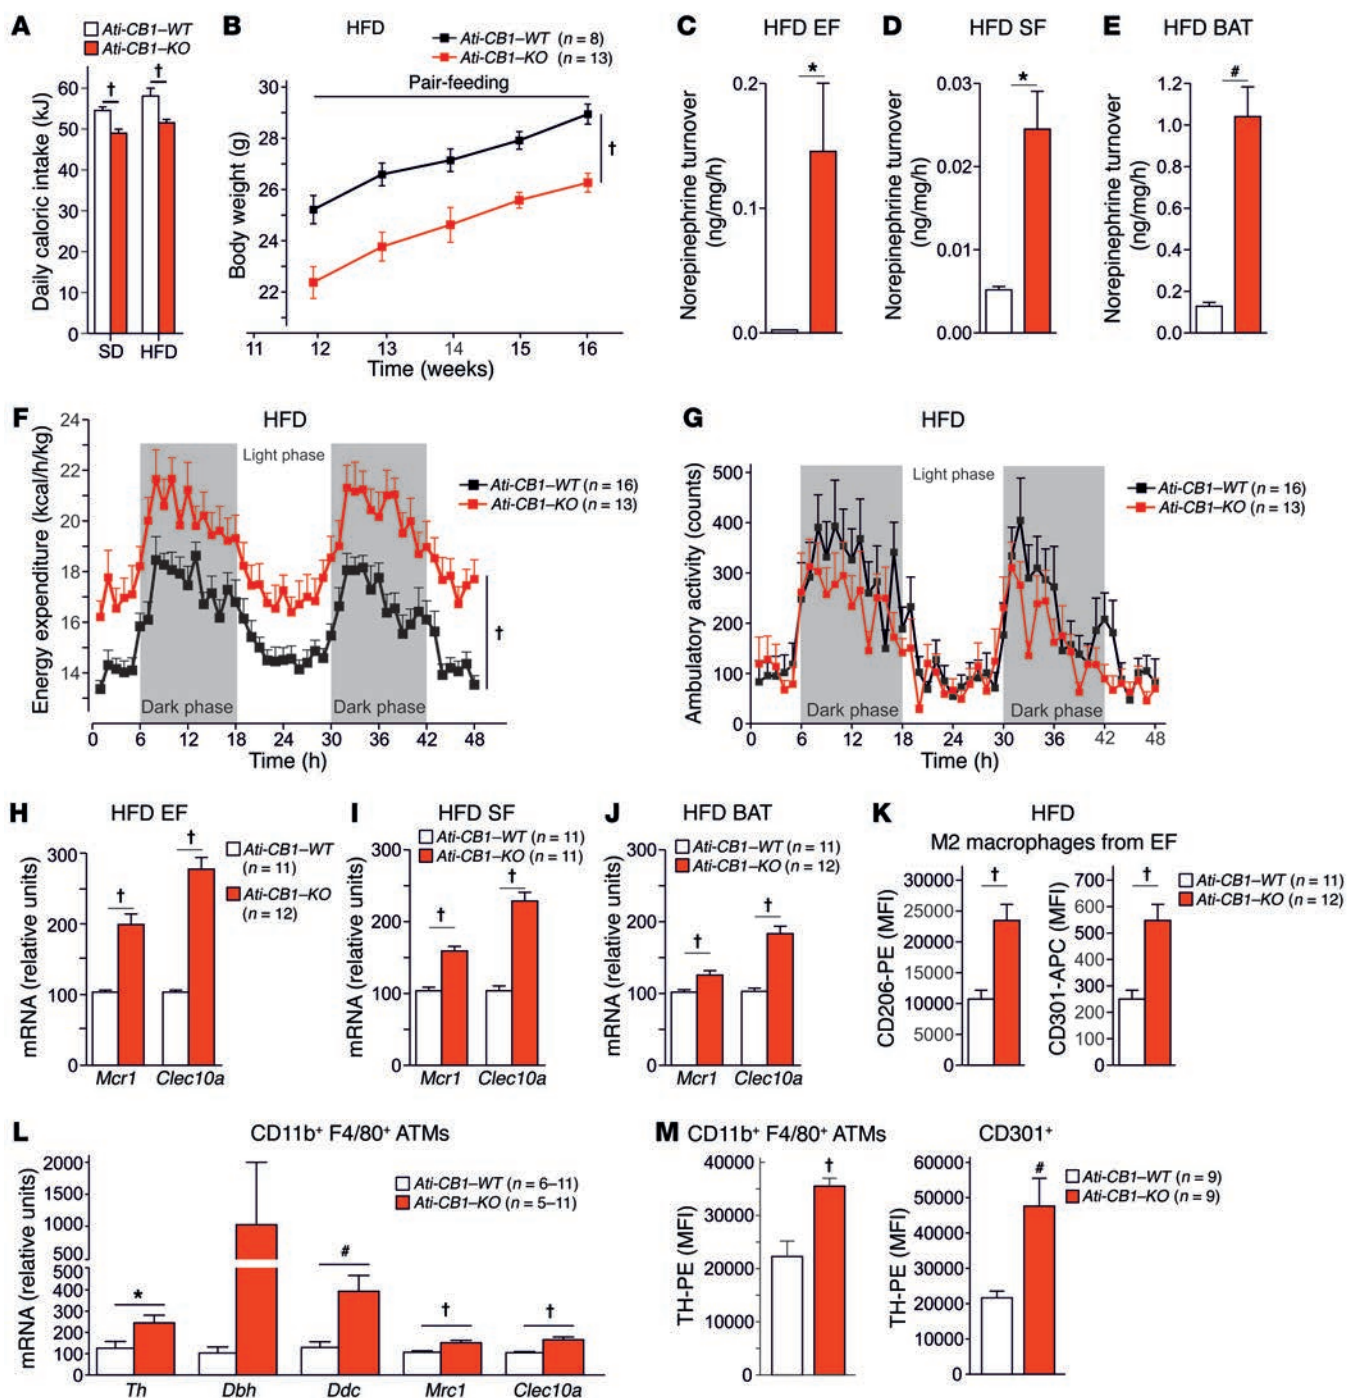 A
Ati-CB1–WT
Ati-CB1–KO
Daily caloric intake (kJ)
60
50
40
30
20
10
0
†
†
SD HFD
B
HFD
Ati-CB1–WT (n = 8)
Ati-CB1–KO (n = 13)
Pair-feeding
Body weight (g)
30
28
26
24
22
†
11 12 13 14 15 16
Time (weeks)
C
HFD EF
Norepinephrine turnover
(ng/mg/h)
0.2
0.1
0.0
*
D
HFD SF
Norepinephrine turnover
(ng/mg/h)
0.03
0.02
0.01
0.00
*
E
HFD BAT
Norepinephrine turnover
(ng/mg/h)
1.2
1.0
0.8
0.6
0.4
0.2
0.0
#
F
HFD
Energy expenditure (kcal/h/kg)
24
22
20
18
16
14
Light phase
Dark phase
Dark phase
Ati-CB1–WT (n = 16)
Ati-CB1–KO (n = 13)
†
0 6 12 18 24 30 36 42 48
Time (h)
G
HFD
Ambulatory activity (counts)
500
400
300
200
100
0
Light phase
Dark phase
Dark phase
Ati-CB1–WT (n = 16)
Ati-CB1–KO (n = 13)
0 6 12 18 24 30 36 42 48
Time (h)
H
HFD EF
mRNA (relative units)
300
200
100
0
†
†
Ati-CB1–WT
(n = 11)
Ati-CB1–KO
(n = 12)
Mcr1 Clec10a
I
HFD SF
Ati-CB1–WT (n = 11)
Ati-CB1–KO (n = 11)
mRNA (relative units)
300
200
100
0
†
†
Mcr1 Clec10a
J
HFD BAT
Ati-CB1–WT (n = 11)
Ati-CB1–KO (n = 12)
mRNA (relative units)
300
200
100
0
†
†
Mcr1 Clec10a
K
HFD
M2 macrophages from EF
CD206-PE (MFI)
30000
25000
20000
15000
10000
5000
0
†
CD301-APC (MFI)
700
600
500
400
300
200
100
0
†
Ati-CB1–WT (n = 11)
Ati-CB1–KO (n = 12)
L
CD11b⁺ F4/80⁺ ATMs
Ati-CB1–WT (n = 6–11)
Ati-CB1–KO (n = 5–11)
mRNA (relative units)
2000
1500
1000
500
500
400
300
200
100
0
*
#
†
†
Th Dbh Ddc Mrc1 Clec10a
M
CD11b⁺ F4/80⁺ ATMs
TH-PE (MFI)
40000
30000
20000
10000
0
†
CD301⁺
TH-PE (MFI)
60000
50000
40000
30000
20000
10000
0
#
Ati-CB1–WT (n = 9)
Ati-CB1–KO (n = 9)